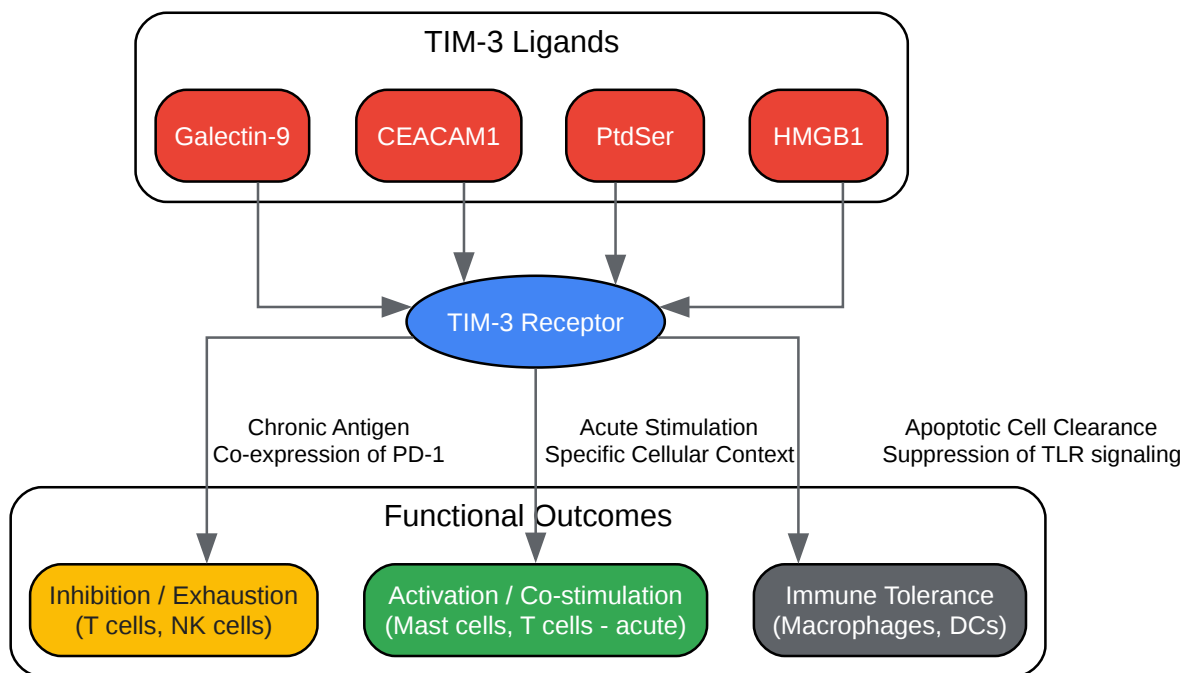 TIM-3 Ligands
Galectin-9
CEACAM1
PtdSer
HMGB1
TIM-3 Receptor
Chronic Antigen
Co-expression of PD-1
Acute Stimulation
Specific Cellular Context
Apoptotic Cell Clearance
Suppression of TLR signaling
Functional Outcomes
Inhibition / Exhaustion
(T cells, NK cells)
Activation / Co-stimulation
(Mast cells, T cells - acute)
Immune Tolerance
(Macrophages, DCs)